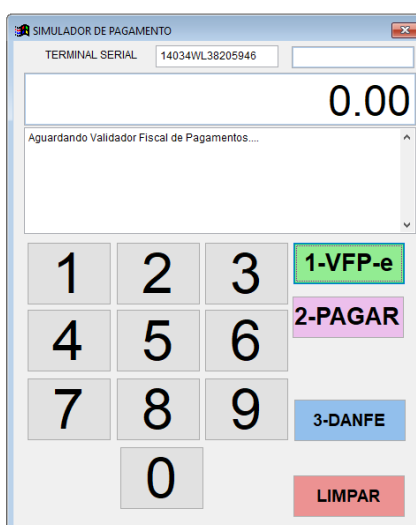 SIMULADOR DE PAGAMENTO
TERMINAL SERIAL 14034WL38205946
0.00
Aguardando Validador Fiscal de Pagamentos....
1 2 3 1-VFP-e
2-PAGAR
4 5 6
7 8 9 3-DANFE
0 LIMPAR